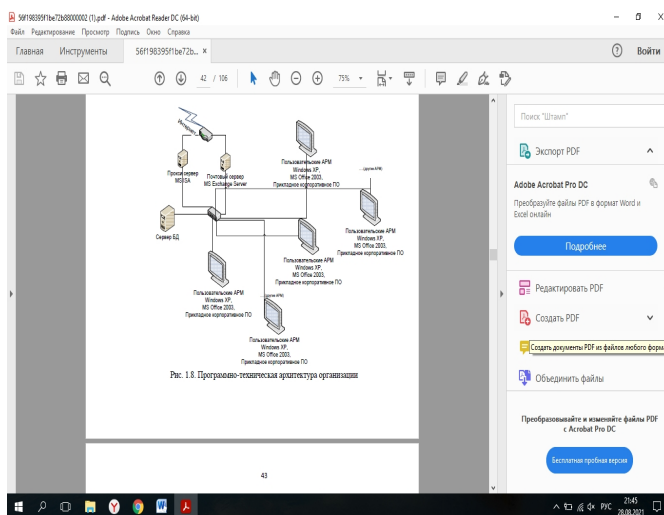 56f198395f1be72b88000002 (1).pdf - Adobe Acrobat Reader DC (64-bit)
Файл Редактирование Просмотр Подпись Окно Справка
Главная Инструменты 56f198395f1be72b... × Войти
42 / 106 75%
Интернет
Прокси сервер
MS ISA
Почтовый сервер
MS Exchange Server
Пользовательские АРМ
Windows XP,
MS Office 2003,
Прикладное корпоративное ПО
...(другие АРМ)
Сервер БД
Пользовательские АРМ
Windows XP,
MS Office 2003,
Прикладное корпоративное ПО
Пользовательские АРМ
Windows XP,
MS Office 2003,
Прикладное корпоративное ПО
Пользовательские АРМ
Windows XP,
MS Office 2003,
Прикладное корпоративное ПО
...(другие АРМ)
Пользовательские АРМ
Windows XP,
MS Office 2003,
Прикладное корпоративное ПО
Рис. 1.8. Программно-техническая архитектура организации
43
Поиск "Штамп"
Экспорт PDF
Adobe Acrobat Pro DC
Преобразуйте файлы PDF в формат Word и
Excel онлайн
Подробнее
Редактировать PDF
Создать PDF
Создать документы PDF из файлов любого форма
Объединить файлы
Преобразовывайте и изменяйте файлы PDF
с Acrobat Pro DC
Бесплатная пробная версия
РУС
21:45
28.08.2021